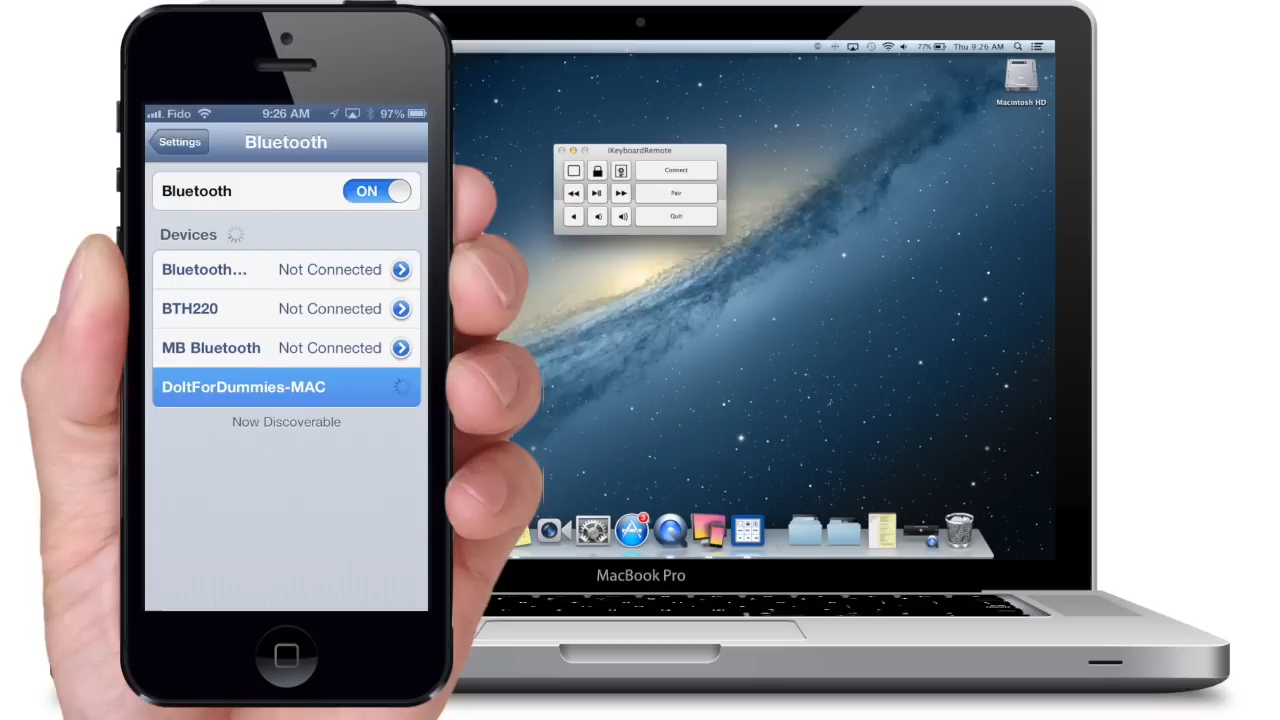 Fido 9:26 AM 97%
Settings Bluetooth
Bluetooth ON
Devices
Bluetooth... Not Connected
BTH220 Not Connected
MB Bluetooth Not Connected
DoItForDummies-MAC
Now Discoverable
77% Thu 9:26 AM
Macintosh HD
IKeyboardRemote
Connect
Pair
Quit
3
MacBook Pro